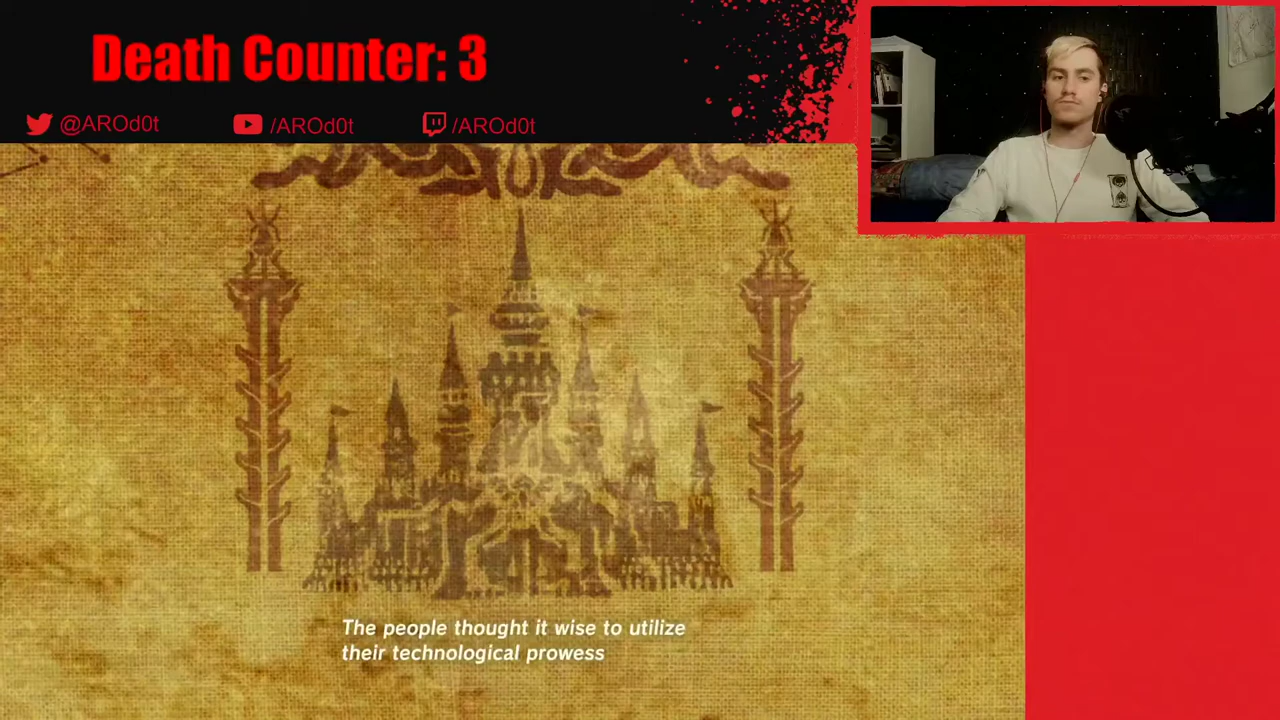 Death Counter: 3
@AROd0t
/AROd0t
/AROd0t
The people thought it wise to utilize
their technological prowess